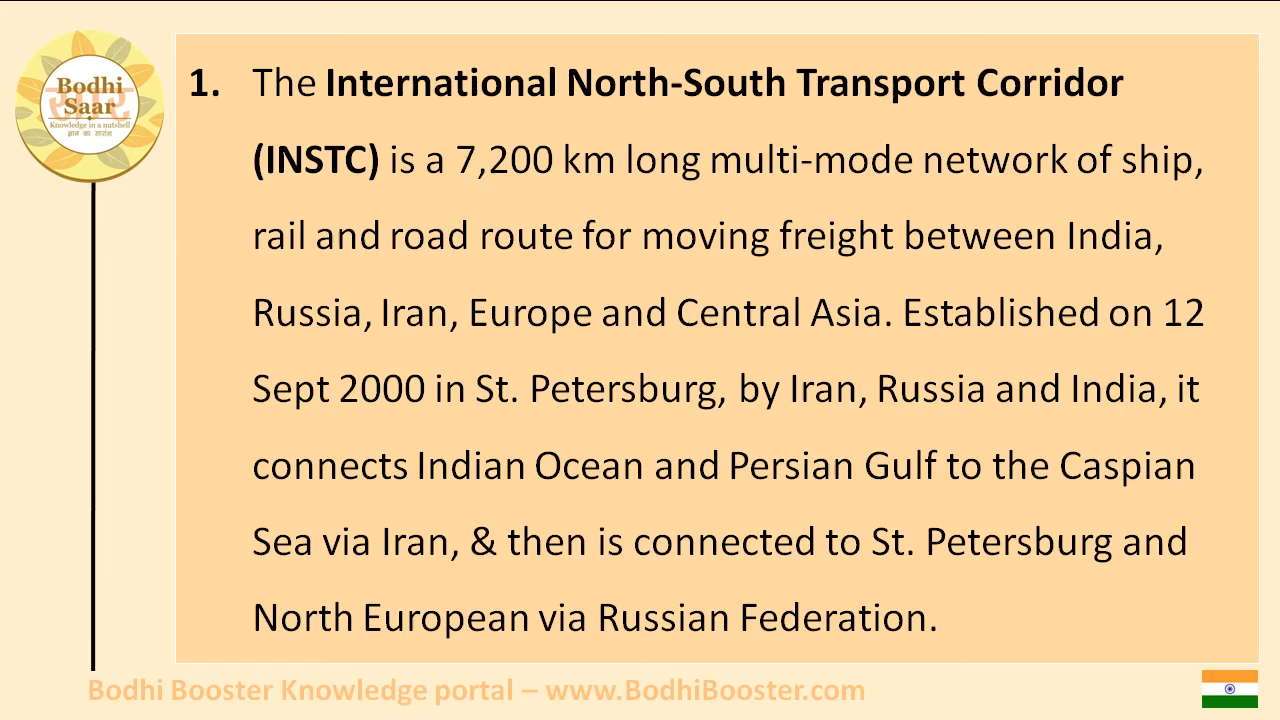 Bodhi
Saar
Knowledge in a nutshell
ज्ञान का सारांश
1. The International North-South Transport Corridor
(INSTC) is a 7,200 km long multi-mode network of ship,
rail and road route for moving freight between India,
Russia, Iran, Europe and Central Asia. Established on 12
Sept 2000 in St. Petersburg, by Iran, Russia and India, it
connects Indian Ocean and Persian Gulf to the Caspian
Sea via Iran, & then is connected to St. Petersburg and
North European via Russian Federation.
Bodhi Booster Knowledge portal – www.BodhiBooster.com